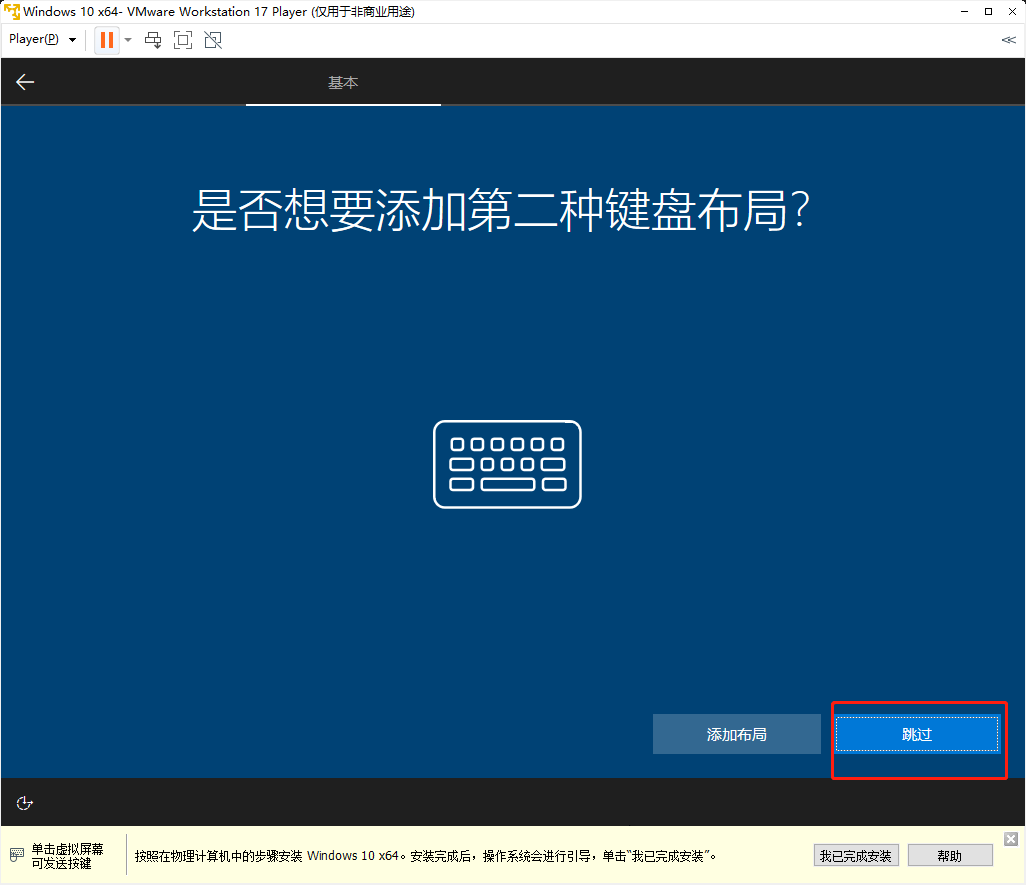 Windows 10 x64- VMware Workstation 17 Player (仅用于非商业用途)
Player(P)
基本
是否想要添加第二种键盘布局?
添加布局
跳过
单击虚拟屏幕
可发送按键
按照在物理计算机中的步骤安装 Windows 10 x64。安装完成后，操作系统会进行引导，单击“我已完成安装”。
我已完成安装
帮助